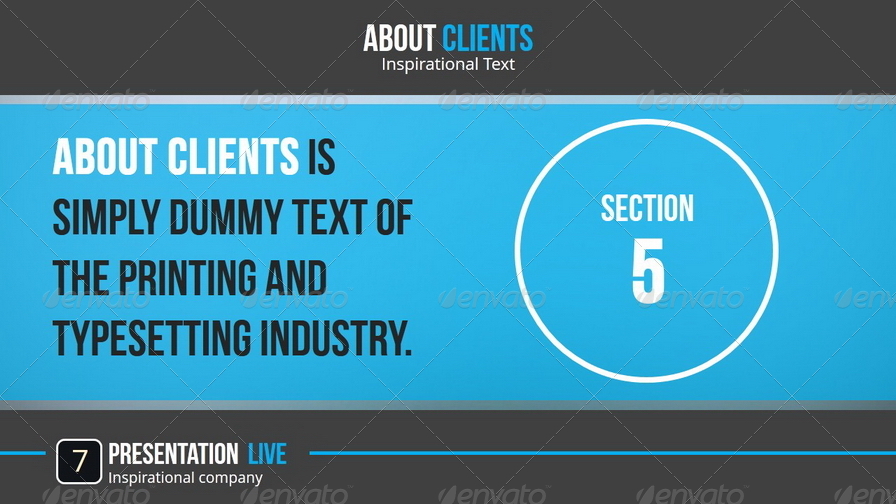 ABOUT CLIENTS
Inspirational Text
ABOUT CLIENTS IS
SIMPLY DUMMY TEXT OF
THE PRINTING AND
TYPESETTING INDUSTRY.
SECTION
5
7
PRESENTATION LIVE
Inspirational company
envato